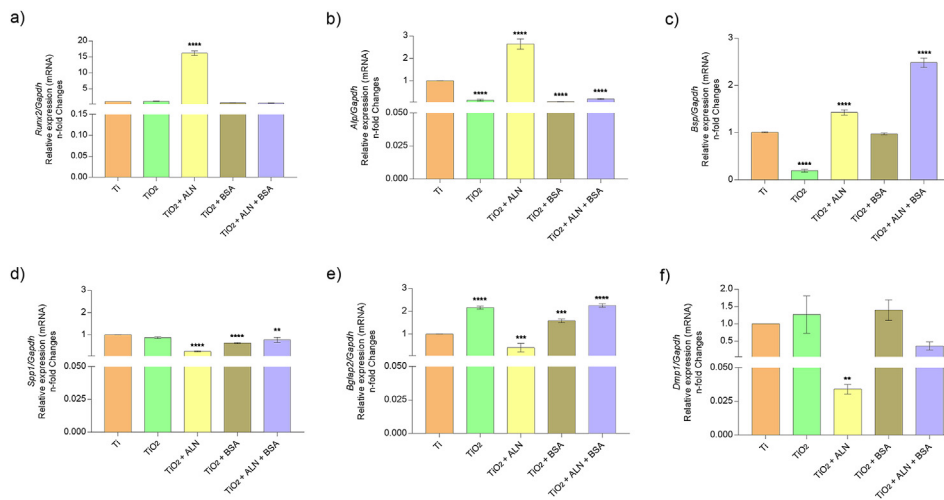 a)
Runx2/Gapdh
Relative expression (mRNA)
n-fold Changes
20
15
10
5
0.15
0.10
0.05
0.00
****
Ti
TiO2
TiO2 + ALN
TiO2 + BSA
TiO2 + ALN + BSA
b)
Alp/Gapdh
Relative expression (mRNA)
n-fold Changes
3
2
1
0.050
0.025
0.000
****
****
****
****
Ti
TiO2
TiO2 + ALN
TiO2 + BSA
TiO2 + ALN + BSA
c)
Bsp/Gapdh
Relative expression (mRNA)
n-fold Changes
3
2
1
0
****
****
****
Ti
TiO2
TiO2 + ALN
TiO2 + BSA
TiO2 + ALN + BSA
d)
Spp1/Gapdh
Relative expression (mRNA)
n-fold Changes
3
2
1
0.050
0.025
0.000
****
****
**
Ti
TiO2
TiO2 + ALN
TiO2 + BSA
TiO2 + ALN + BSA
e)
Bglap2/Gapdh
Relative expression (mRNA)
n-fold Changes
3
2
1
0.050
0.025
0.000
****
***
***
****
Ti
TiO2
TiO2 + ALN
TiO2 + BSA
TiO2 + ALN + BSA
f)
Dmp1/Gapdh
Relative expression (mRNA)
n-fold Changes
2.0
1.5
1.0
0.5
0.050
0.025
0.000
**
Ti
TiO2
TiO2 + ALN
TiO2 + BSA
TiO2 + ALN + BSA